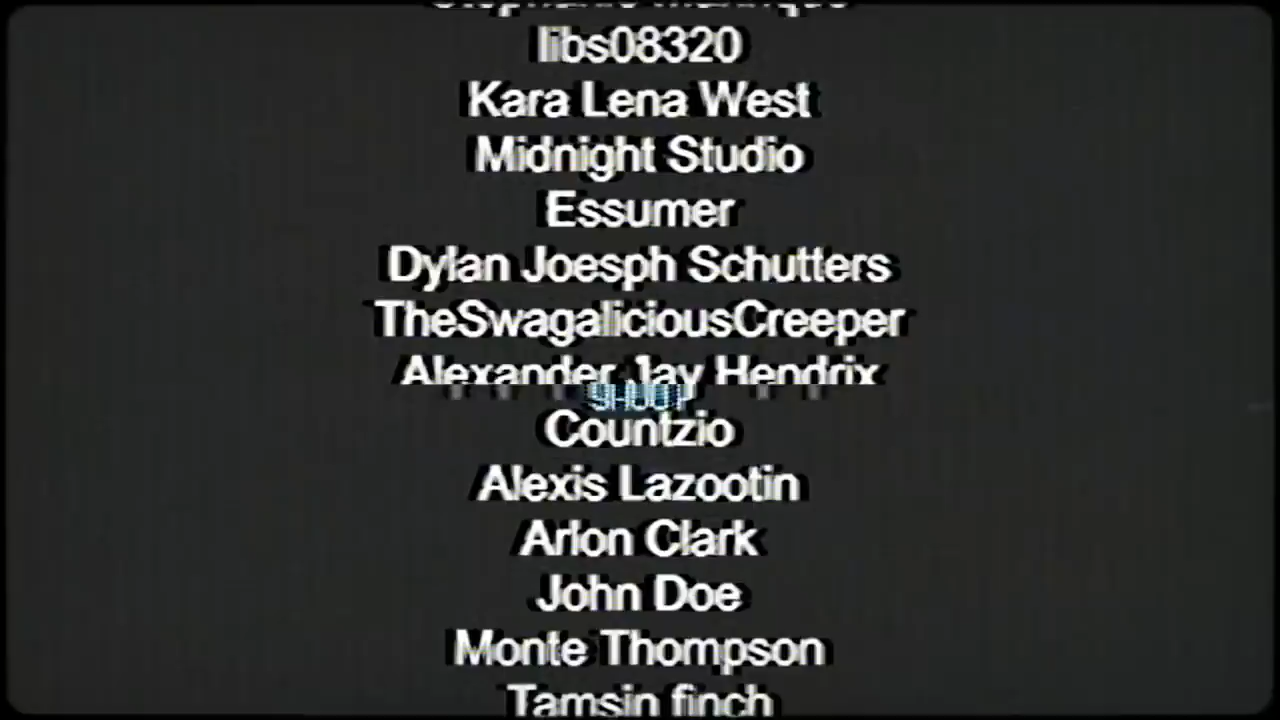 libs08320
Kara Lena West
Midnight Studio
Essumer
Dylan Joesph Schutters
TheSwagaliciousCreeper
Alexander Jay Hendrix
Countzio
Alexis Lazootin
Arlon Clark
John Doe
Monte Thompson
Tamsin finch